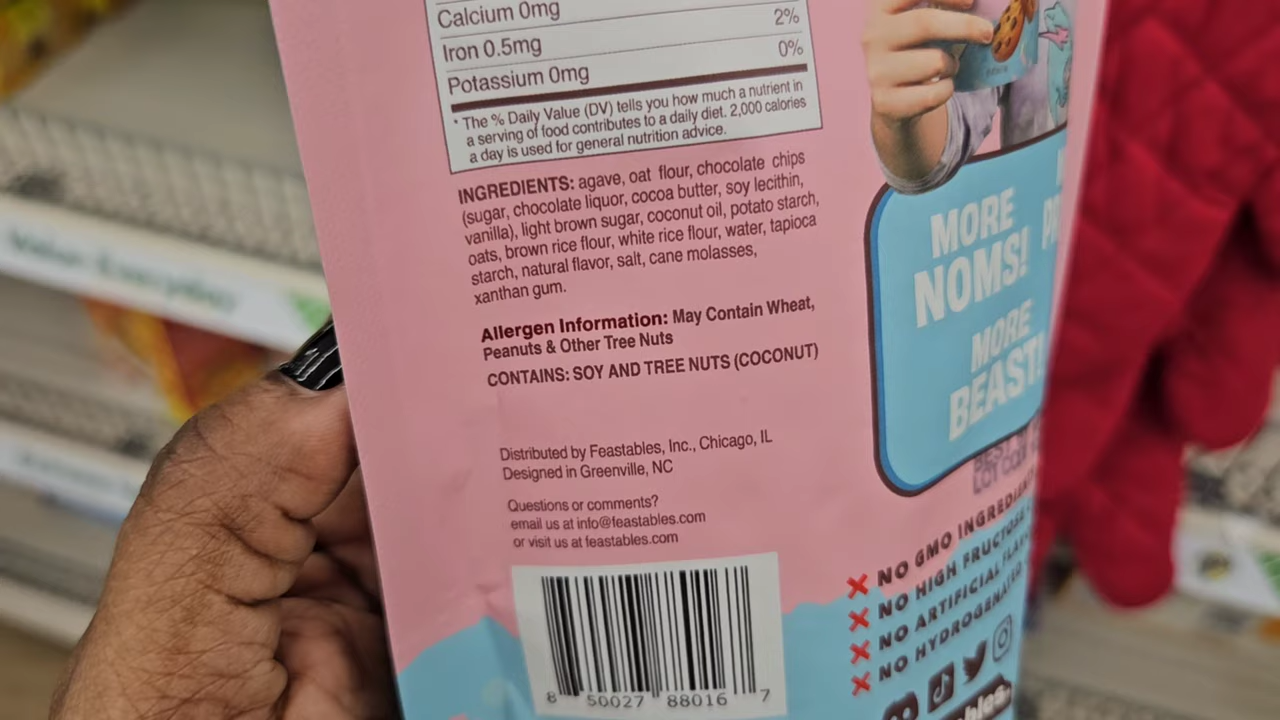 Calcium 0mg
2%
Iron 0.5mg
0%
Potassium 0mg
* The % Daily Value (DV) tells you how much a nutrient in
a serving of food contributes to a daily diet. 2,000 calories
a day is used for general nutrition advice.
INGREDIENTS: agave, oat flour, chocolate chips
(sugar, chocolate liquor, cocoa butter, soy lecithin,
vanilla), light brown sugar, coconut oil, potato starch,
oats, brown rice flour, white rice flour, water, tapioca
starch, natural flavor, salt, cane molasses,
xanthan gum.
Allergen Information: May Contain Wheat,
Peanuts & Other Tree Nuts
CONTAINS: SOY AND TREE NUTS (COCONUT)
Distributed by Feastables, Inc., Chicago, IL
Designed in Greenville, NC
Questions or comments?
email us at info@feastables.com
or visit us at feastables.com
8 50027 88016 7
MORE
NOMS!
MORE
BEAST!
NO GMO INGREDIENT
NO HIGH FRUCTOSE
NO ARTIFICIAL FLAV
NO HYDROGENATED